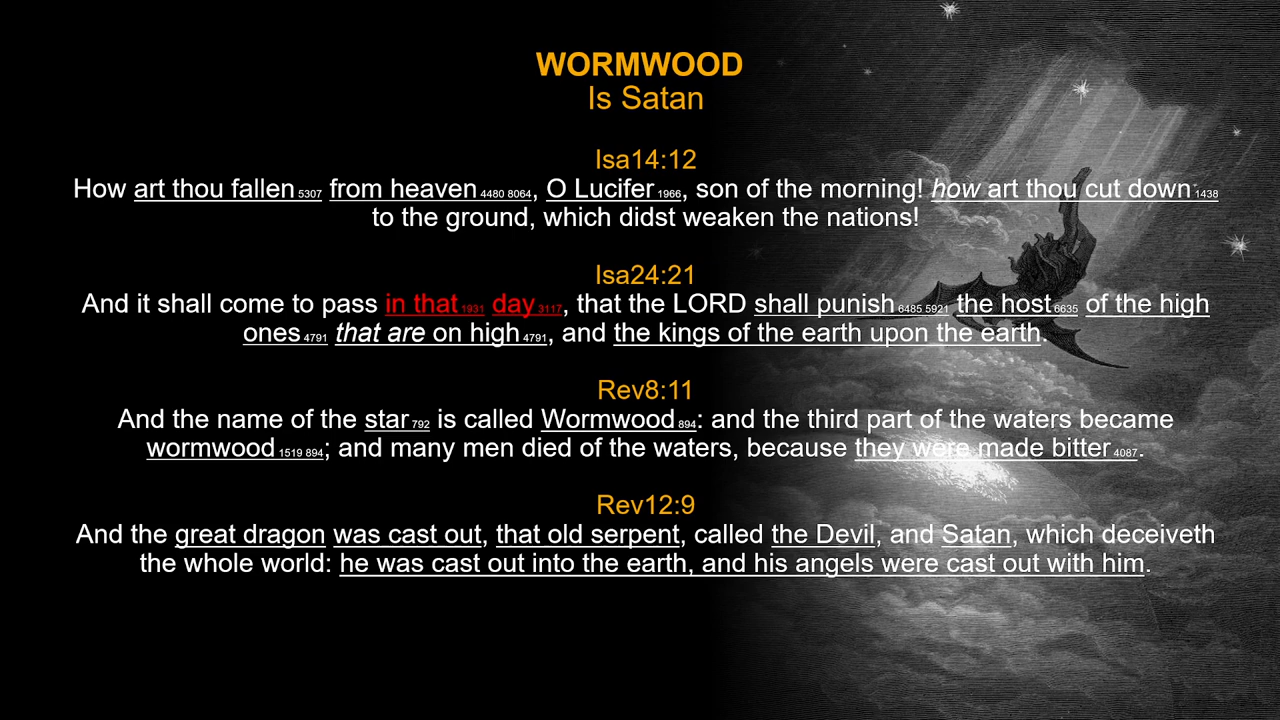 WORMWOOD
Is Satan
Isa14:12
How art thou fallen 5307 from heaven 4480 8064, O Lucifer 1966, son of the morning! how art thou cut down 1438
to the ground, which didst weaken the nations!
Isa24:21
And it shall come to pass in that 1931 day 3117, that the LORD shall punish 6485 5921 the host 6635 of the high
ones 4791 that are on high 4791, and the kings of the earth upon the earth.
Rev8:11
And the name of the star 792 is called Wormwood 894: and the third part of the waters became
wormwood 1519 894; and many men died of the waters, because they were made bitter 4087.
Rev12:9
And the great dragon was cast out, that old serpent, called the Devil, and Satan, which deceiveth
the whole world: he was cast out into the earth, and his angels were cast out with him.